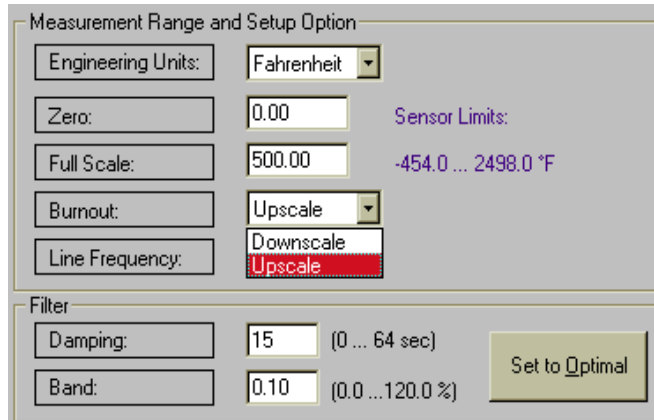 Measurement Range and Setup Option
Engineering Units: Fahrenheit
Zero: 0.00 Sensor Limits:
Full Scale: 500.00 -454.0 ... 2498.0 °F
Burnout: Upscale
Downscale
Line Frequency: Upscale
Filter
Damping: 15 (0 ... 64 sec)
Set to Optimal
Band: 0.10 (0.0 ...120.0 %)